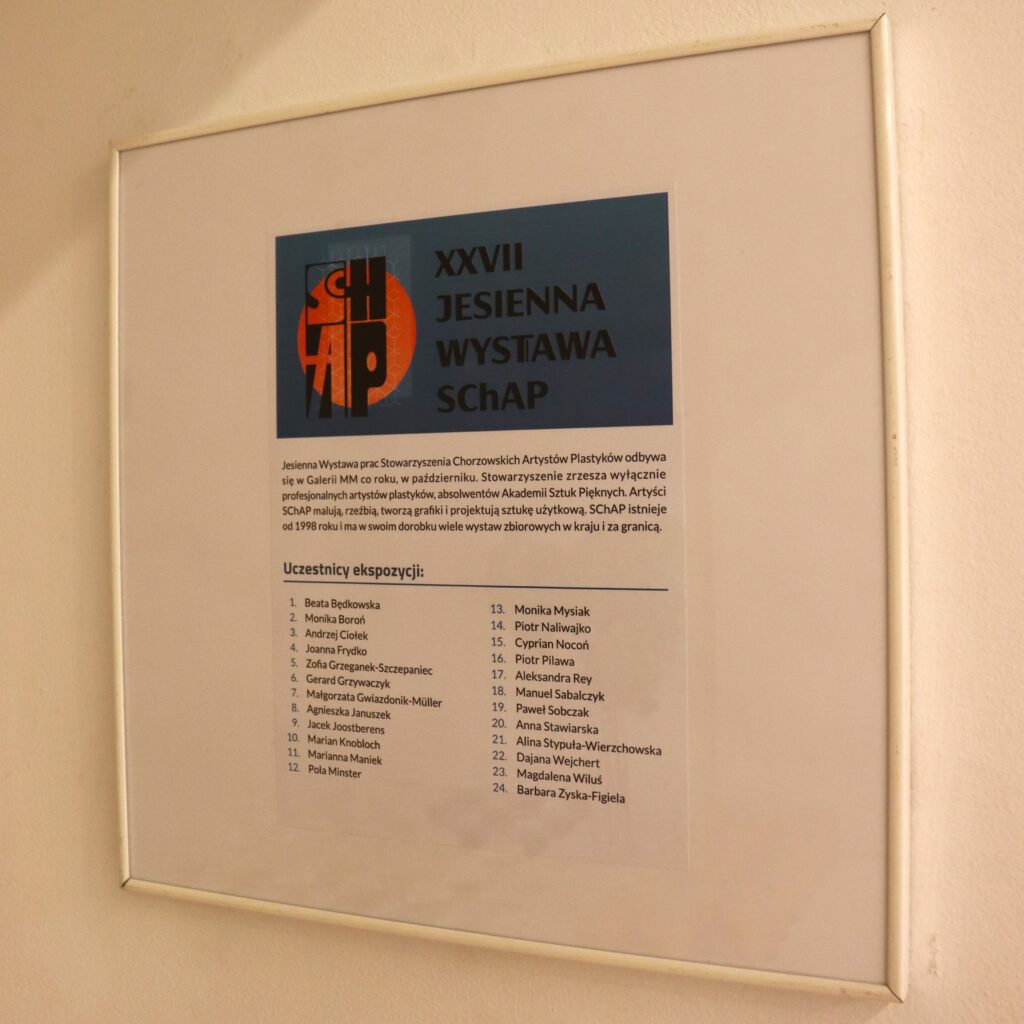 SCH
AP
XXVII
JESIENNA
WYSTAWA
SChAP
Jesienna Wystawa prac Stowarzyszenia Chorzowskich Artystów Plastyków odbywa
się w Galerii MM co roku, w październiku. Stowarzyszenie zrzesza wyłącznie
profesjonalnych artystów plastyków, absolwentów Akademii Sztuk Pięknych. Artyści
SChAP malują, rzeźbią, tworzą grafiki i projektują sztukę użytkową. SChAP istnieje
od 1998 roku i ma w swoim dorobku wiele wystaw zbiorowych w kraju i za granicą.
Uczestnicy ekspozycji:
1. Beata Będkowska
2. Monika Boroń
3. Andrzej Ciołek
4. Joanna Frydko
5. Zofia Grzeganek-Szczepaniec
6. Gerard Grzywaczyk
7. Małgorzata Gwiazdonik-Müller
8. Agnieszka Januszek
9. Jacek Joostberens
10. Marian Knobloch
11. Marianna Maniek
12. Pola Minster
13. Monika Mysiak
14. Piotr Naliwajko
15. Cyprian Nocoń
16. Piotr Pilawa
17. Aleksandra Rey
18. Manuel Sabalczyk
19. Paweł Sobczak
20. Anna Stawiarska
21. Alina Stypuła-Wierzchowska
22. Dajana Wejchert
23. Magdalena Wiluś
24. Barbara Zyska-Figiela